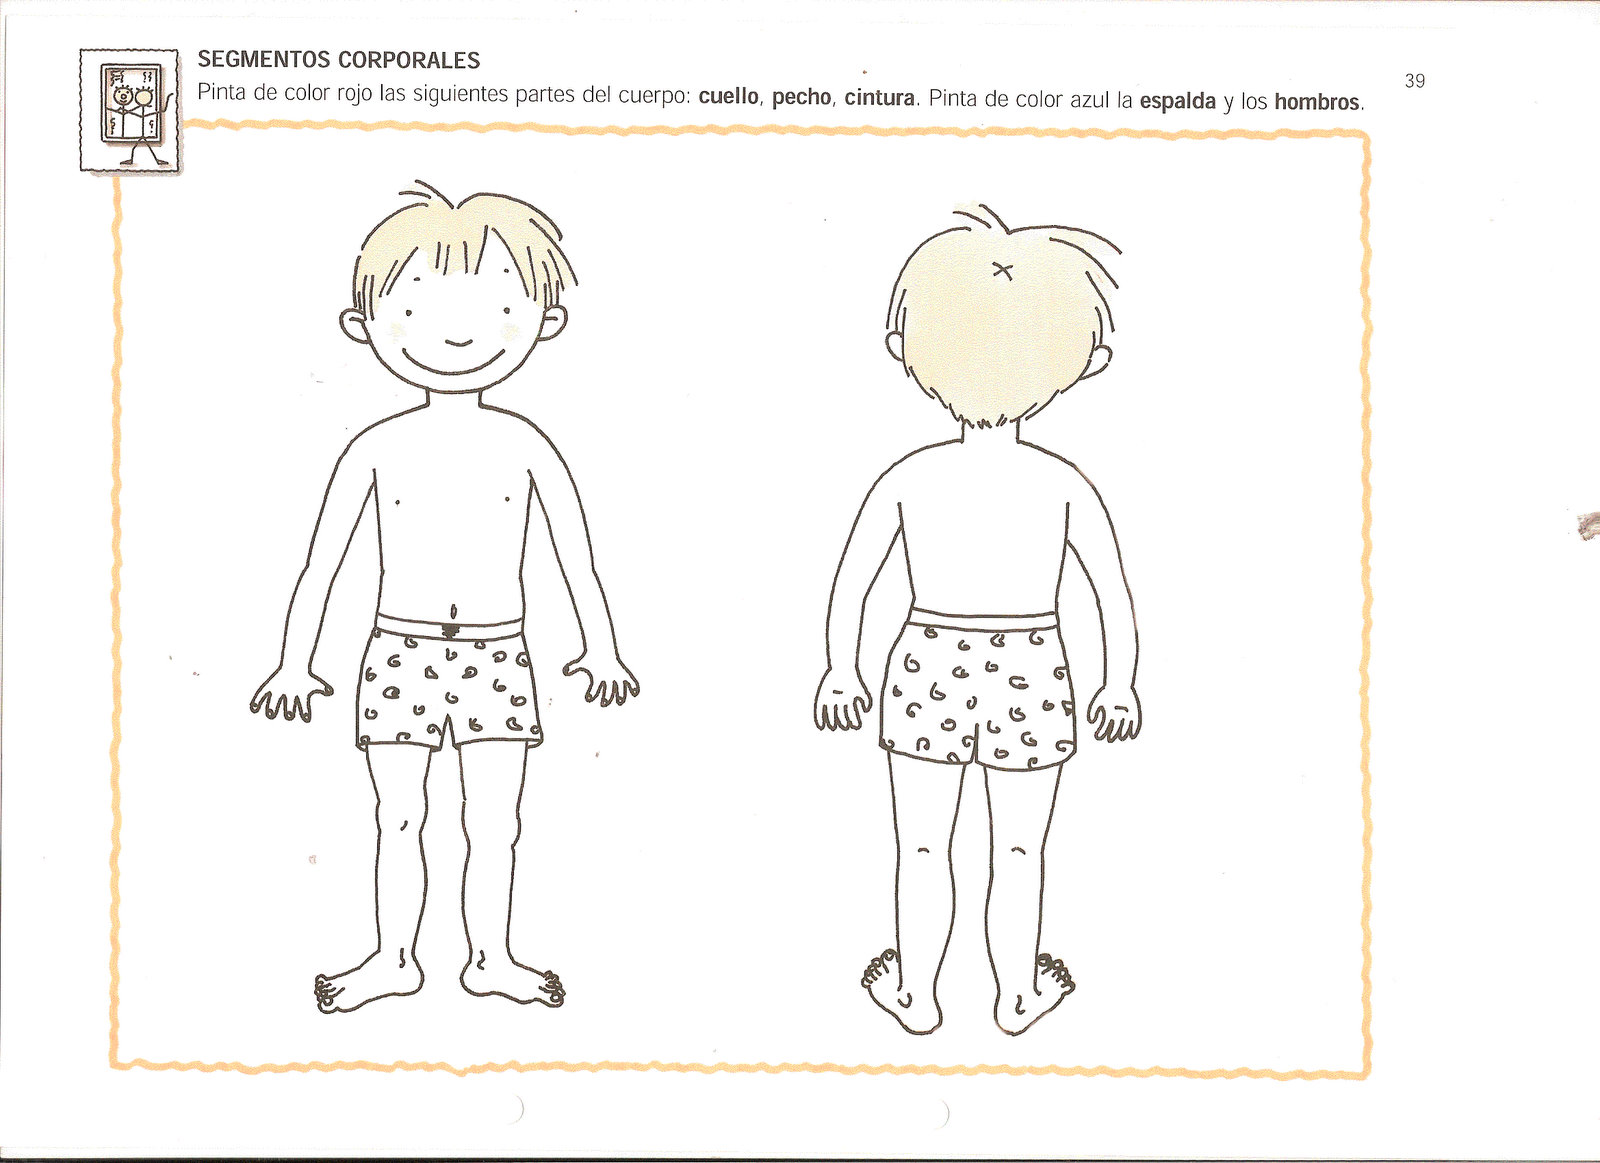 SEGMENTOS CORPORALES
Pinta de color rojo las siguientes partes del cuerpo: cuello, pecho, cintura. Pinta de color azul la espalda y los hombros.
39